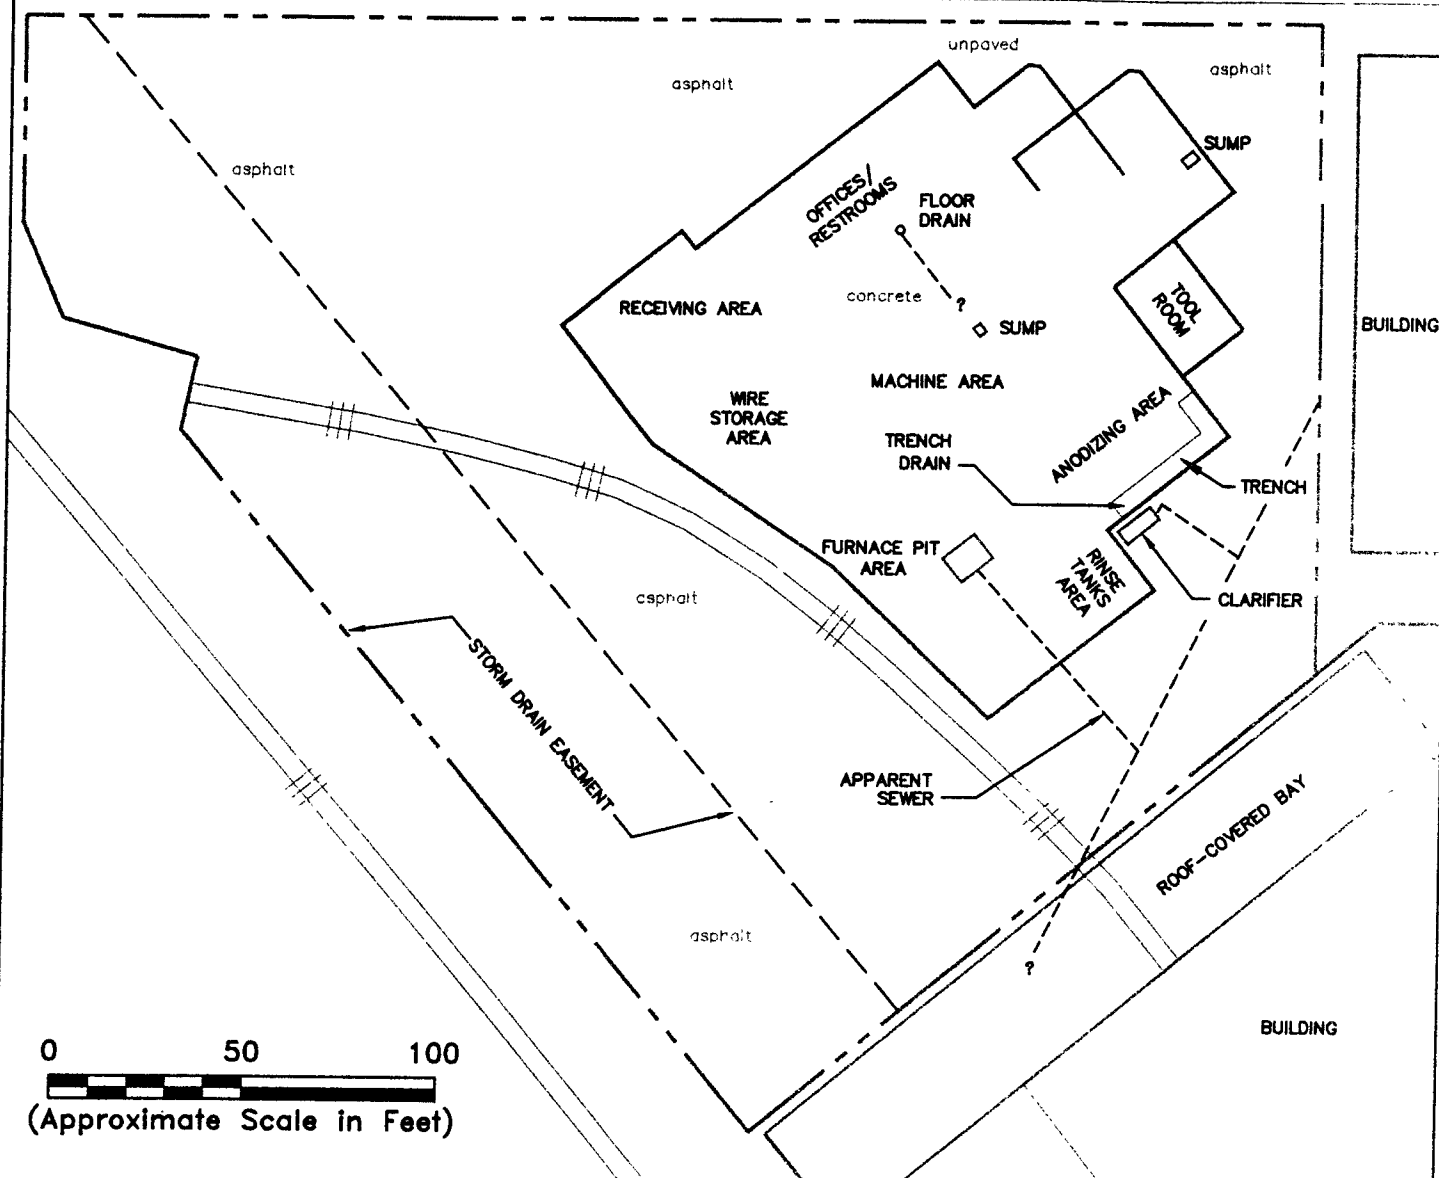 unpaved
asphalt
asphalt
asphalt
SUMP
OFFICES/
RESTROOMS
FLOOR
DRAIN
concrete
?
SUMP
RECEIVING AREA
TOOL
ROOM
BUILDING
MACHINE AREA
WIRE
STORAGE
AREA
ANODIZING AREA
TRENCH
DRAIN
TRENCH
FURNACE PIT
AREA
RINSE
TANKS
AREA
CLARIFIER
asphalt
STORM DRAIN EASEMENT
APPARENT
SEWER
ROOF-COVERED BAY
asphalt
?
BUILDING
0 50 100
(Approximate Scale in Feet)